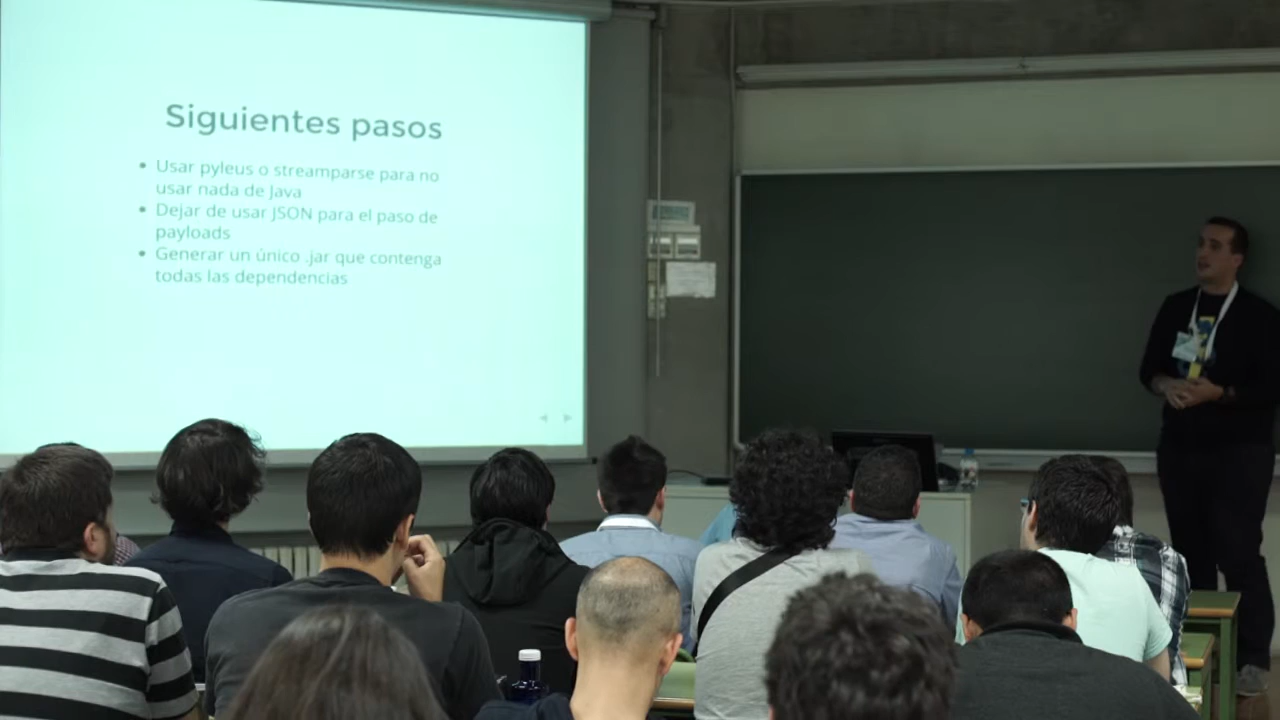 Siguientes pasos
• Usar pyleus o streamparse para no
usar nada de Java
• Dejar de usar JSON para el paso de
payloads
• Generar un único .jar que contenga
todas las dependencias